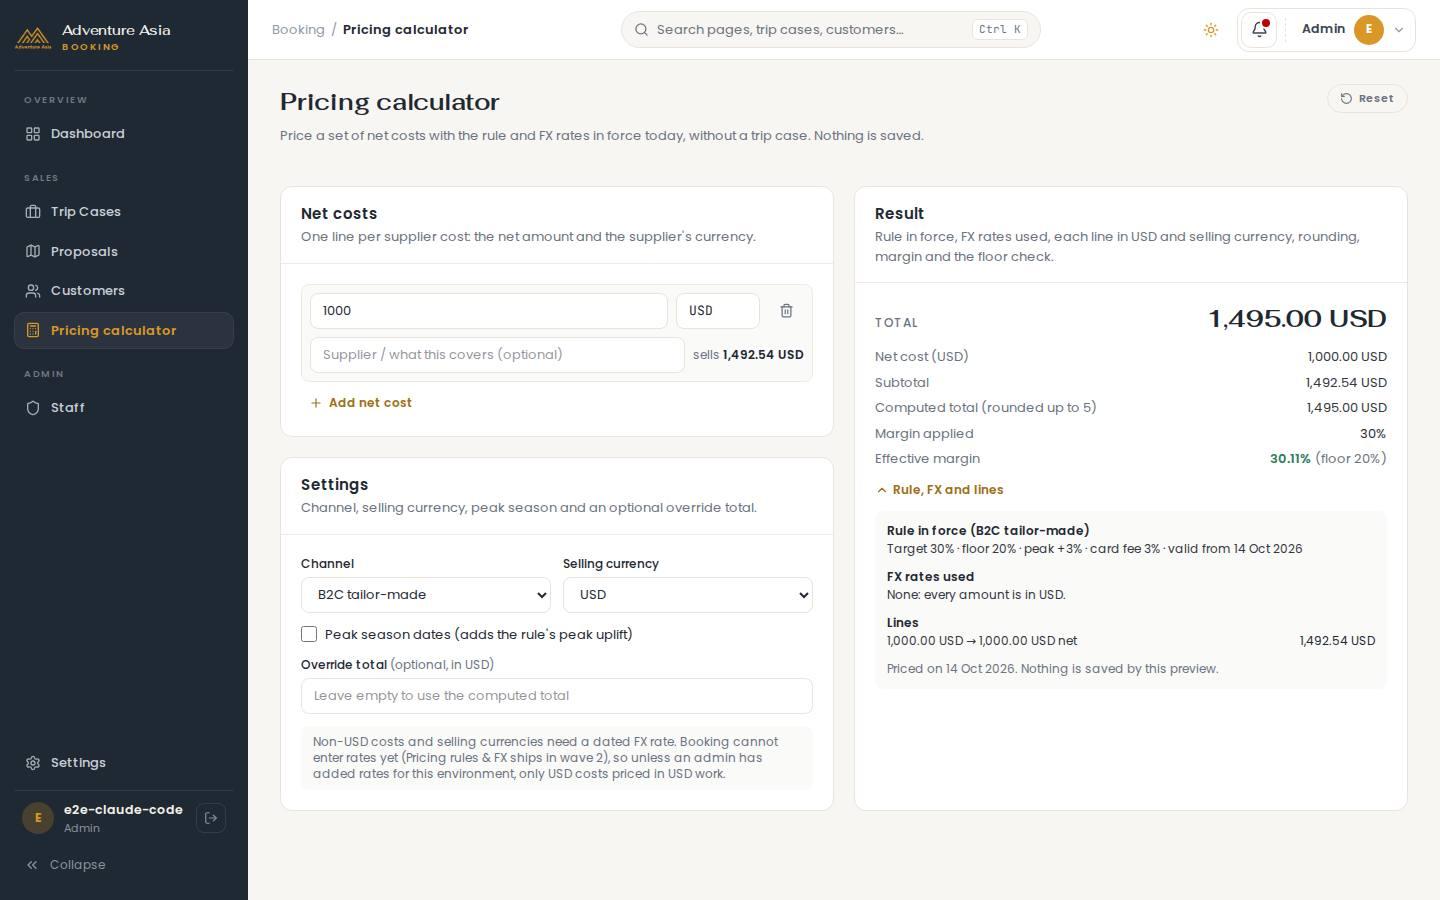 Adventure Asia
BOOKING
Adventure Asia
OVERVIEW
Dashboard
SALES
Trip Cases
Proposals
Customers
Pricing calculator
ADMIN
Staff
Settings
E
e2e-claude-code
Admin
Collapse
Booking / Pricing calculator
Search pages, trip cases, customers...
Ctrl K
Admin
E
Pricing calculator
Reset
Price a set of net costs with the rule and FX rates in force today, without a trip case. Nothing is saved.
Net costs
One line per supplier cost: the net amount and the supplier's currency.
1000
USD
Supplier / what this covers (optional)
sells 1,492.54 USD
Add net cost
Settings
Channel, selling currency, peak season and an optional override total.
Channel
Selling currency
B2C tailor-made
USD
Peak season dates (adds the rule's peak uplift)
Override total (optional, in USD)
Leave empty to use the computed total
Non-USD costs and selling currencies need a dated FX rate. Booking cannot
enter rates yet (Pricing rules & FX ships in wave 2), so unless an admin has
added rates for this environment, only USD costs priced in USD work.
Result
Rule in force, FX rates used, each line in USD and selling currency, rounding,
margin and the floor check.
TOTAL
1,495.00 USD
Net cost (USD)
1,000.00 USD
Subtotal
1,492.54 USD
Computed total (rounded up to 5)
1,495.00 USD
Margin applied
30%
Effective margin
30.11% (floor 20%)
Rule, FX and lines
Rule in force (B2C tailor-made)
Target 30% · floor 20% · peak +3% · card fee 3% · valid from 14 Oct 2026
FX rates used
None: every amount is in USD.
Lines
1,000.00 USD → 1,000.00 USD net
1,492.54 USD
Priced on 14 Oct 2026. Nothing is saved by this preview.